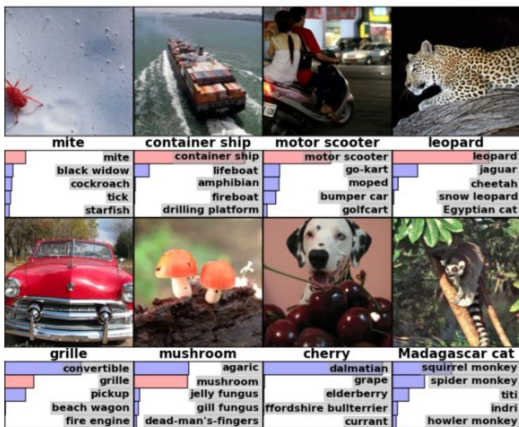 mite
container ship
motor scooter
leopard
mite
black widow
cockroach
tick
starfish
container ship
lifeboat
amphibian
fireboat
drilling platform
motor scooter
go-kart
moped
bumper car
golfcart
leopard
jaguar
cheetah
snow leopard
Egyptian cat
grille
mushroom
cherry
Madagascar cat
convertible
grille
pickup
beach wagon
fire engine
agaric
mushroom
jelly fungus
gill fungus
dead-man's-fingers
dalmatian
grape
elderberry
ffordshire bullterrier
currant
squirrel monkey
spider monkey
titi
indri
howler monkey